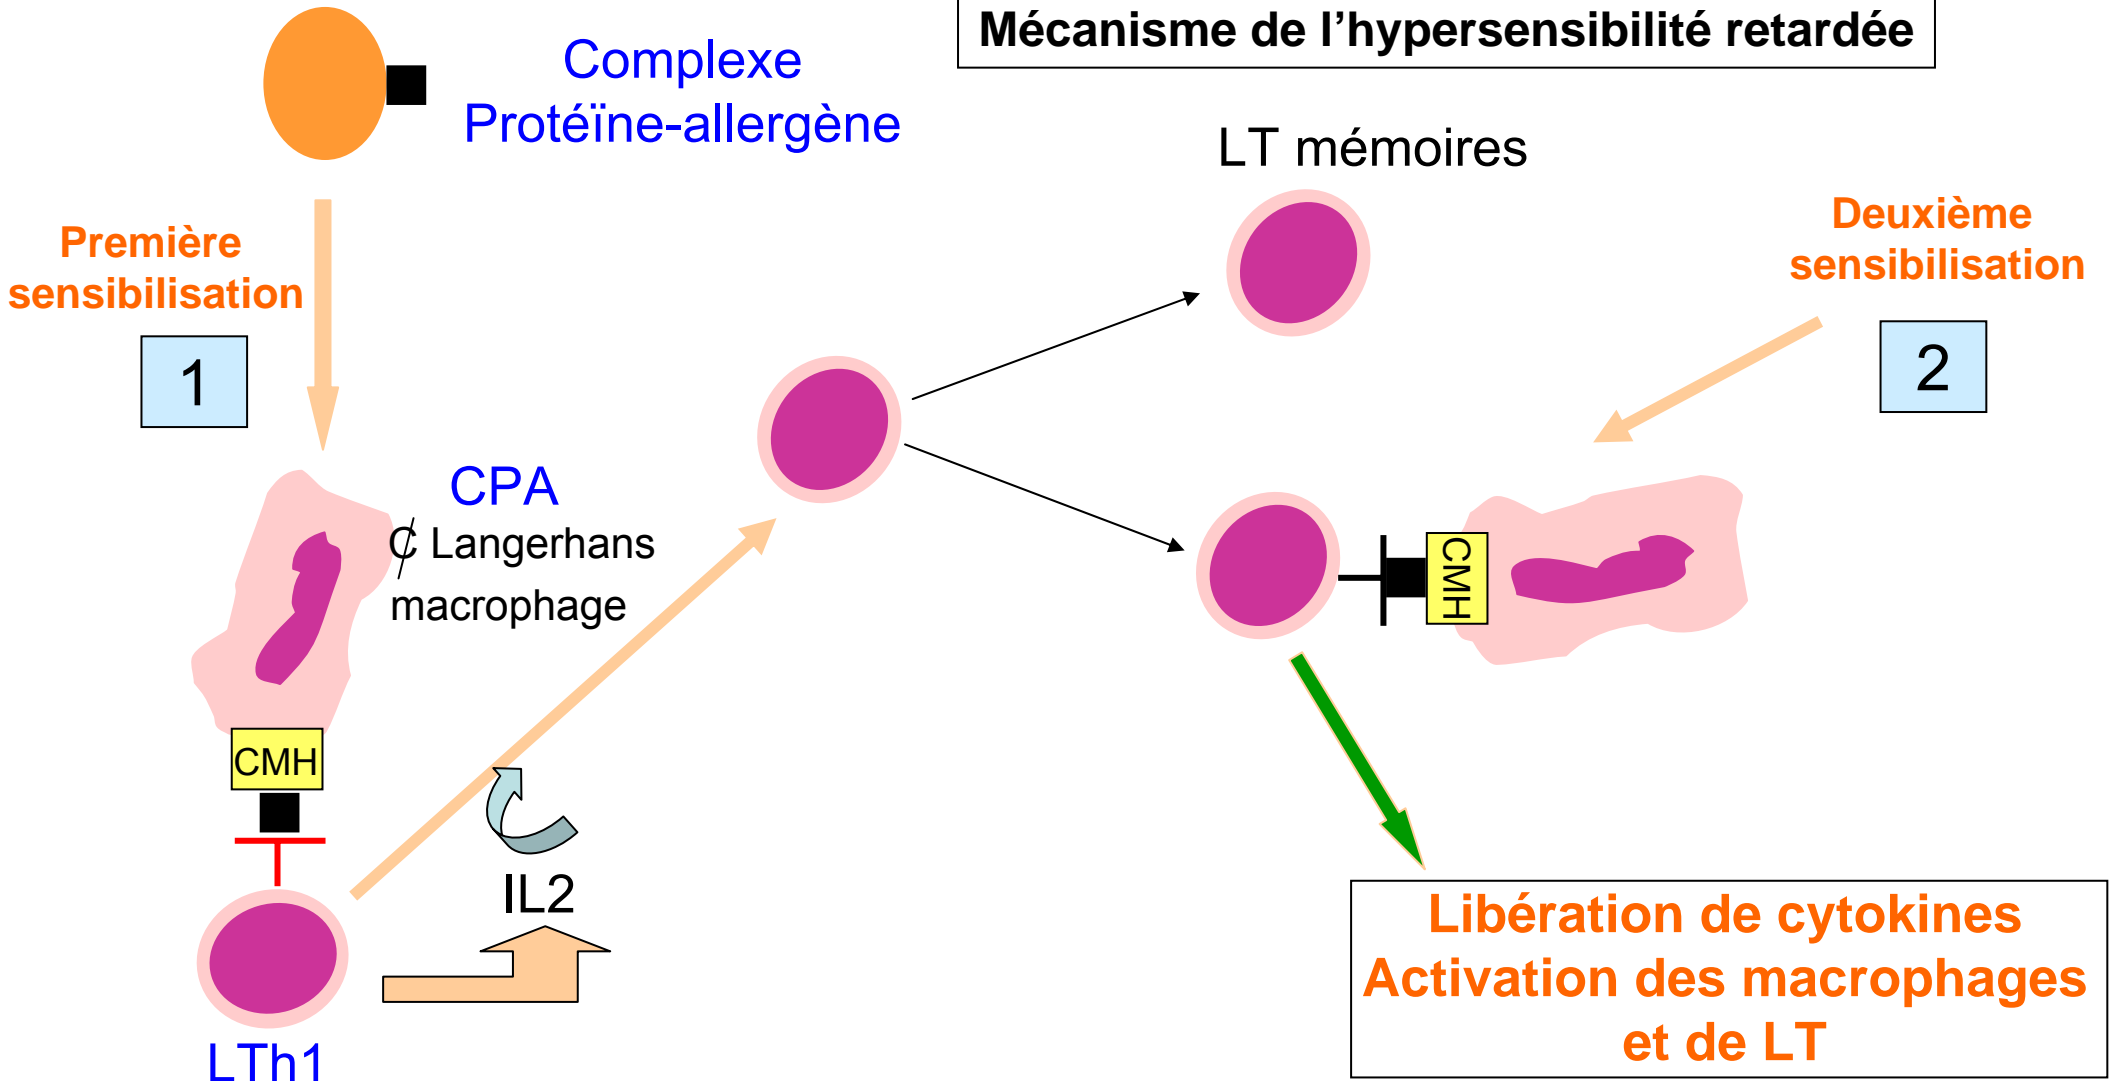 Mécanisme de l’hypersensibilité retardée
Complexe
Protéïne-allergène
LT mémoires
Première
sensibilisation
1
Deuxième
sensibilisation
2
CPA
₵ Langerhans
macrophage
CMH
CMH
IL2
LTh1
Libération de cytokines
Activation des macrophages
et de LT